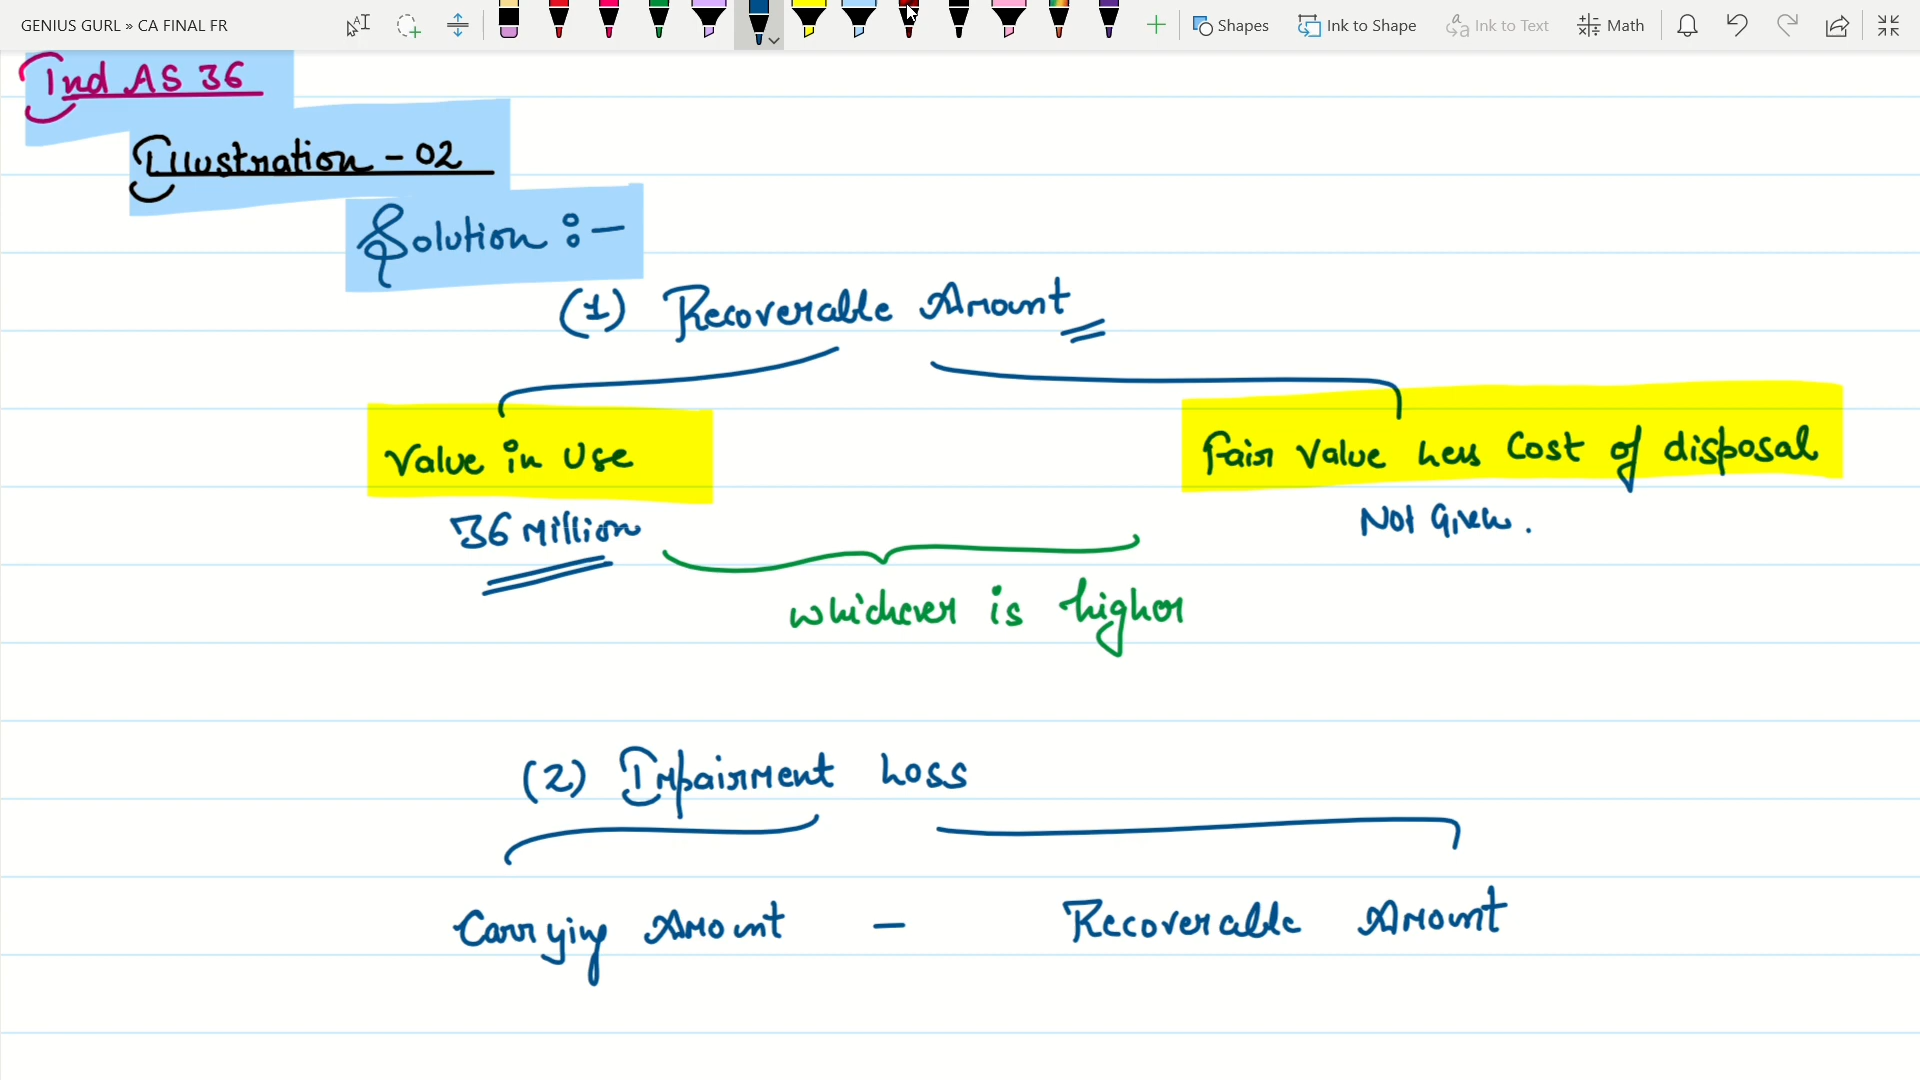 GENIUS GURL » CA FINAL FR
Shapes Ink to Shape Ink to Text Math
Ind AS 36
Illustration - 02
Solution :-
(1) Recoverable Amount
Value in Use
Fair Value Less Cost of disposal
36 Million
Not Given.
whichever is higher
(2) Impairment Loss
Carrying Amount - Recoverable Amount